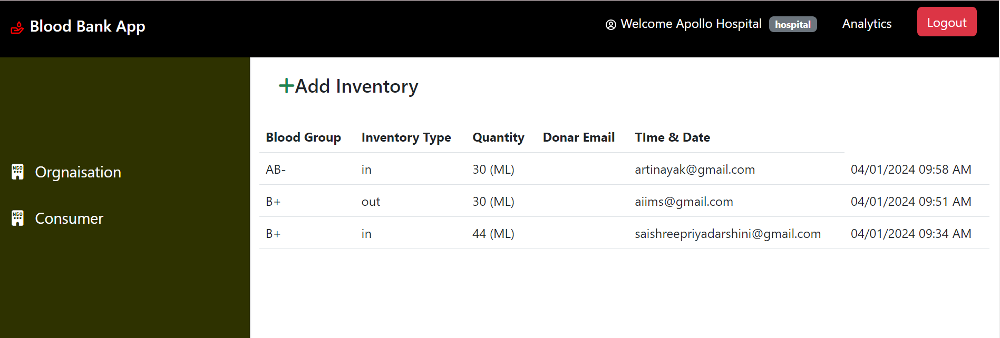 Blood Bank App
Welcome Apollo Hospital hospital Analytics Logout
Add Inventory
Blood Group Inventory Type Quantity Donar Email TIme & Date
AB- in 30 (ML) artinayak@gmail.com 04/01/2024 09:58 AM
B+ out 30 (ML) aiims@gmail.com 04/01/2024 09:51 AM
B+ in 44 (ML) saishreepriyadarshini@gmail.com 04/01/2024 09:34 AM
NGO Orgnaisation
NGO Consumer